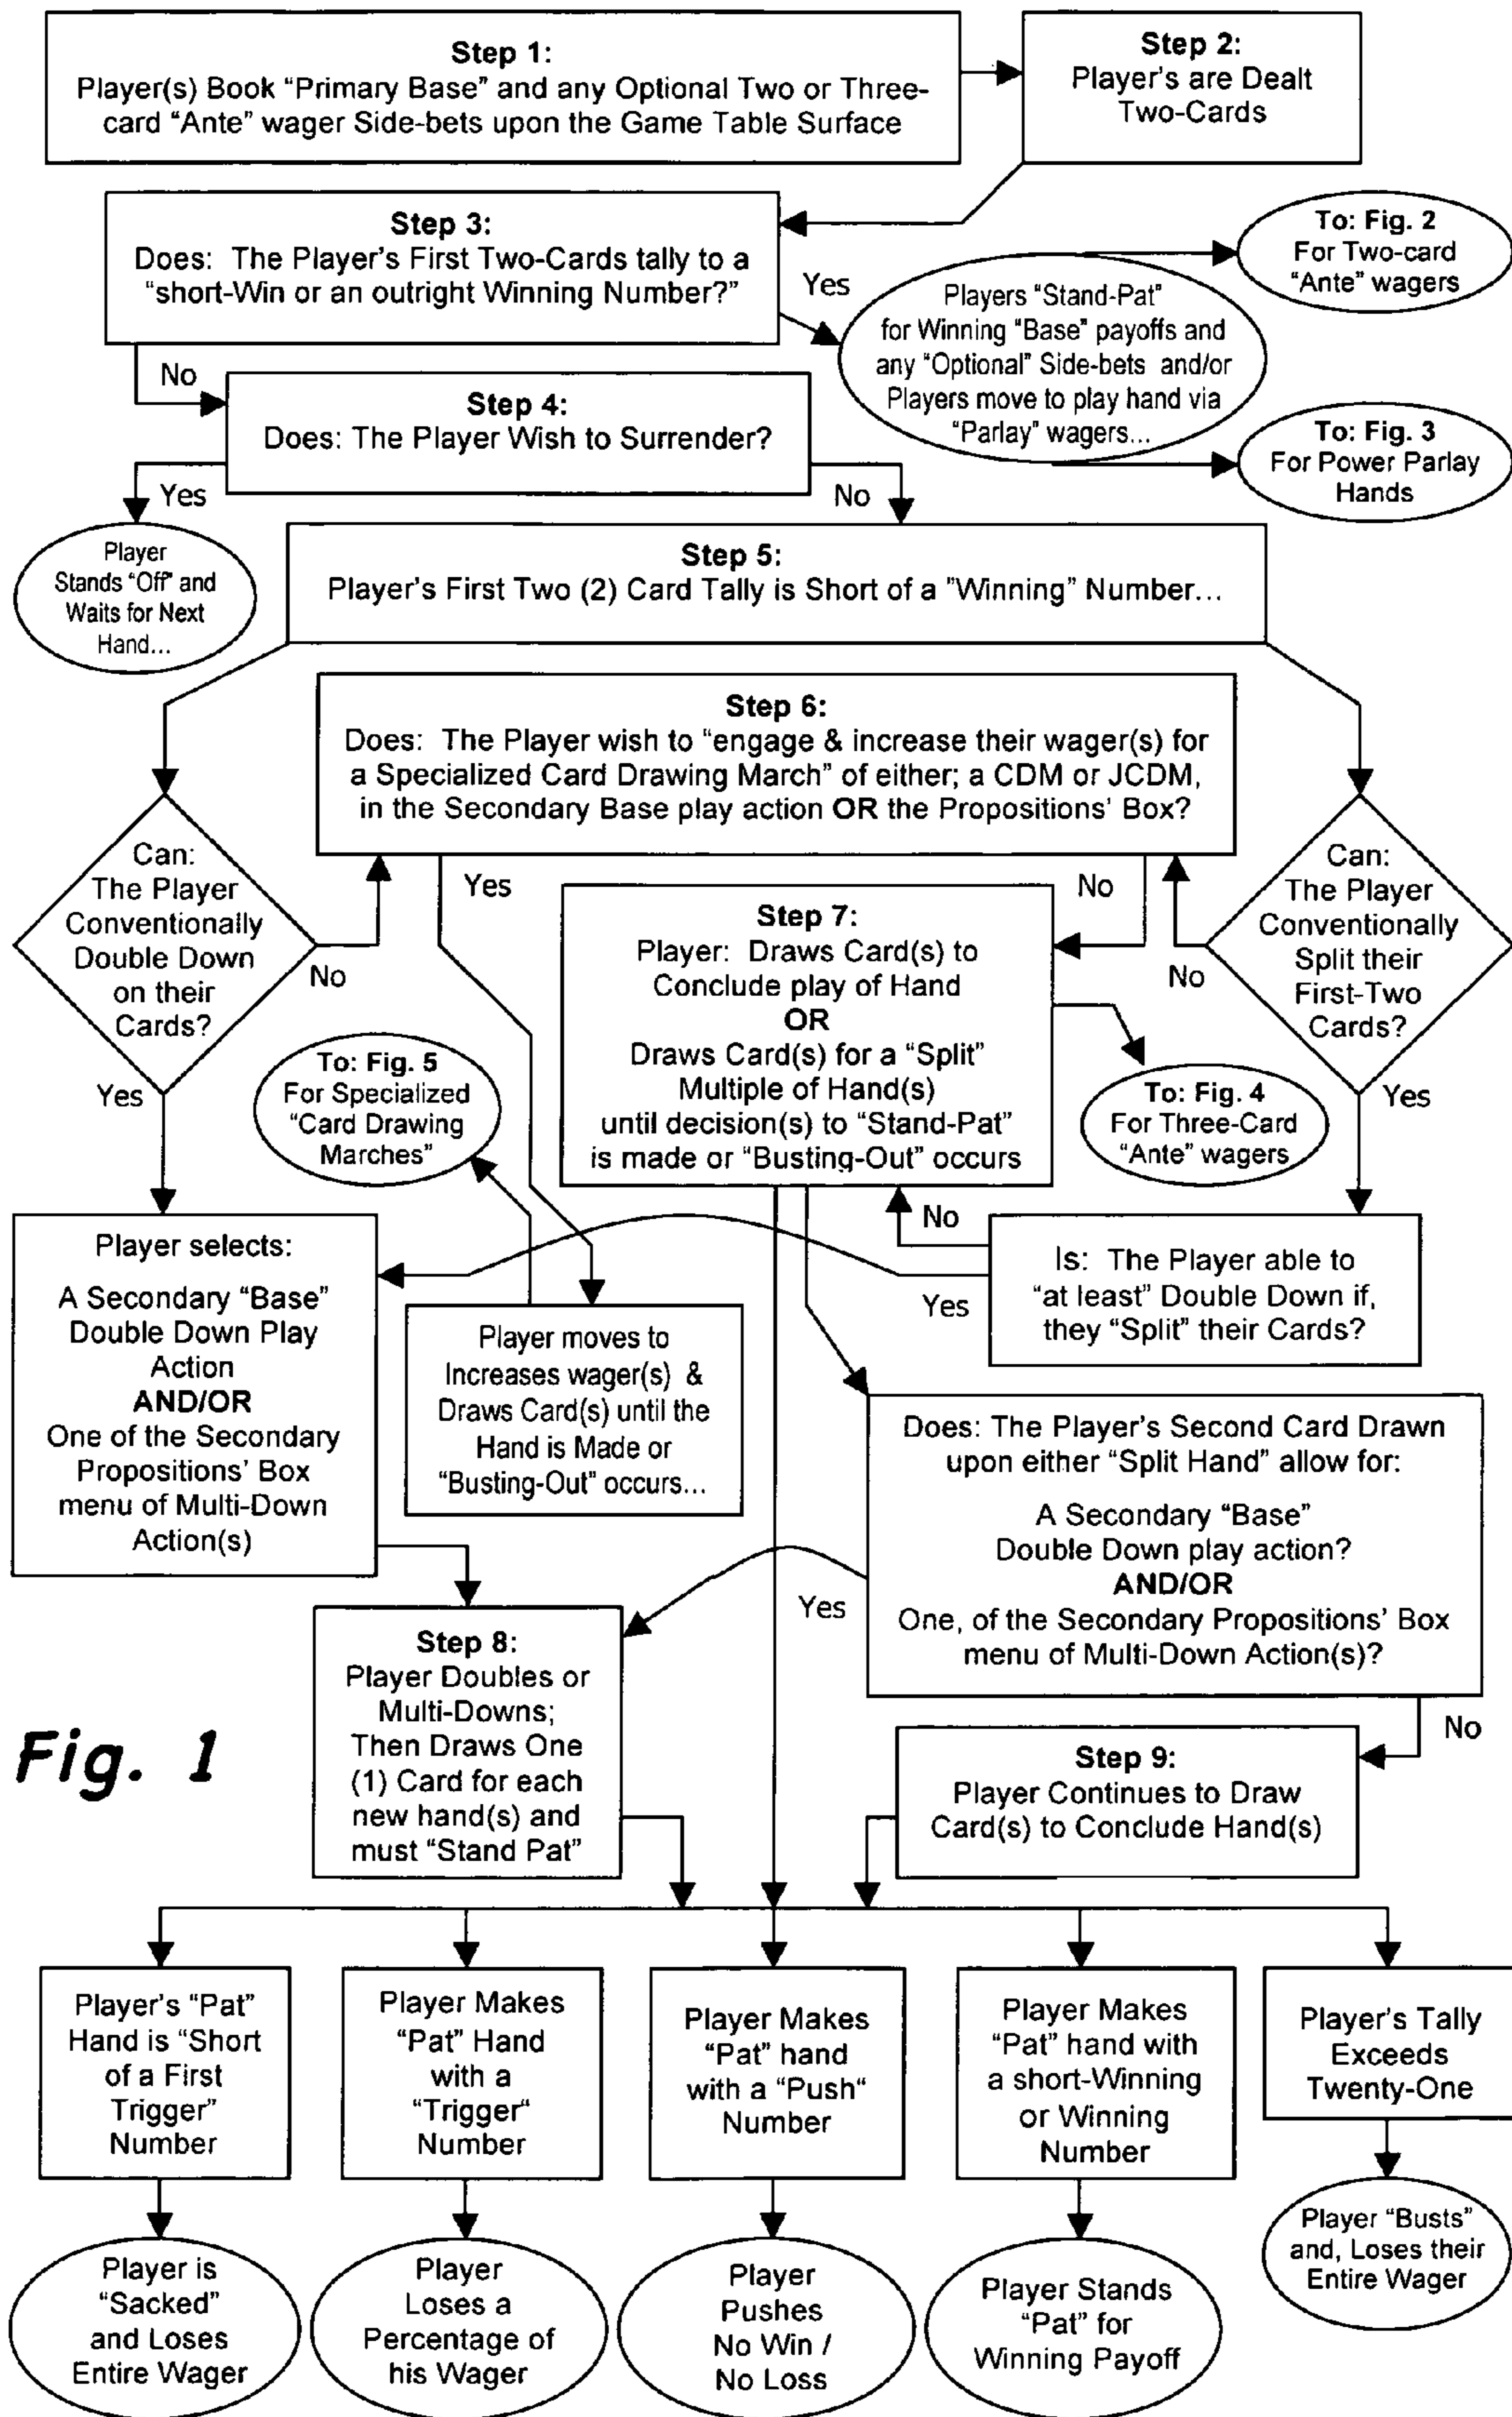 Step 1:
Player(s) Book “Primary Base” and any Optional Two or Three-
card “Ante” wager Side-bets upon the Game Table Surface
Step 2:
Player's are Dealt
Two-Cards
Step 3:
Does: The Player's First Two-Cards tally to a
“short-Win or an outright Winning Number?”
Yes
No
Players “Stand-Pat”
for Winning “Base” payoffs and
any “Optional” Side-bets and/or
Players move to play hand via
“Parlay” wagers...
To: Fig. 2
For Two-card
“Ante” wagers
To: Fig. 3
For Power Parlay
Hands
Step 4:
Does: The Player Wish to Surrender?
Yes
No
Player
Stands “Off” and
Waits for Next
Hand...
Step 5:
Player's First Two (2) Card Tally is Short of a "Winning” Number...
Step 6:
Does: The Player wish to “engage & increase their wager(s) for
a Specialized Card Drawing March” of either; a CDM or JCDM,
in the Secondary Base play action OR the Propositions' Box?
Can:
The Player
Conventionally
Double Down
on their
Cards?
No
Yes
Yes
No
Can:
The Player
Conventionally
Split their
First-Two
Cards?
No
Yes
Step 7:
Player: Draws Card(s) to
Conclude play of Hand
OR
Draws Card(s) for a “Split”
Multiple of Hand(s)
until decision(s) to “Stand-Pat”
is made or “Busting-Out” occurs
To: Fig. 5
For Specialized
“Card Drawing
Marches”
To: Fig. 4
For Three-Card
“Ante” wagers
No
Yes
Is: The Player able to
“at least” Double Down if,
they “Split” their Cards?
Player selects:
A Secondary “Base”
Double Down Play
Action
AND/OR
One of the Secondary
Propositions' Box
menu of Multi-Down
Action(s)
Player moves to
Increases wager(s) &
Draws Card(s) until the
Hand is Made or
“Busting-Out” occurs...
Does: The Player's Second Card Drawn
upon either “Split Hand” allow for:
A Secondary “Base”
Double Down play action?
AND/OR
One, of the Secondary Propositions' Box
menu of Multi-Down Action(s)?
Yes
No
Step 8:
Player Doubles or
Multi-Downs;
Then Draws One
(1) Card for each
new hand(s) and
must “Stand Pat”
Fig. 1
Step 9:
Player Continues to Draw
Card(s) to Conclude Hand(s)
Player's “Pat”
Hand is “Short
of a First
Trigger”
Number
Player Makes
“Pat” Hand
with a
“Trigger“
Number
Player Makes
“Pat” hand
with a “Push“
Number
Player Makes
“Pat” hand with
a short-Winning
or Winning
Number
Player's Tally
Exceeds
Twenty-One
Player is
“Sacked”
and Loses
Entire Wager
Player
Loses a
Percentage of
his Wager
Player
Pushes
No Win /
No Loss
Player Stands
“Pat” for
Winning Payoff
Player “Busts”
and, Loses their
Entire Wager